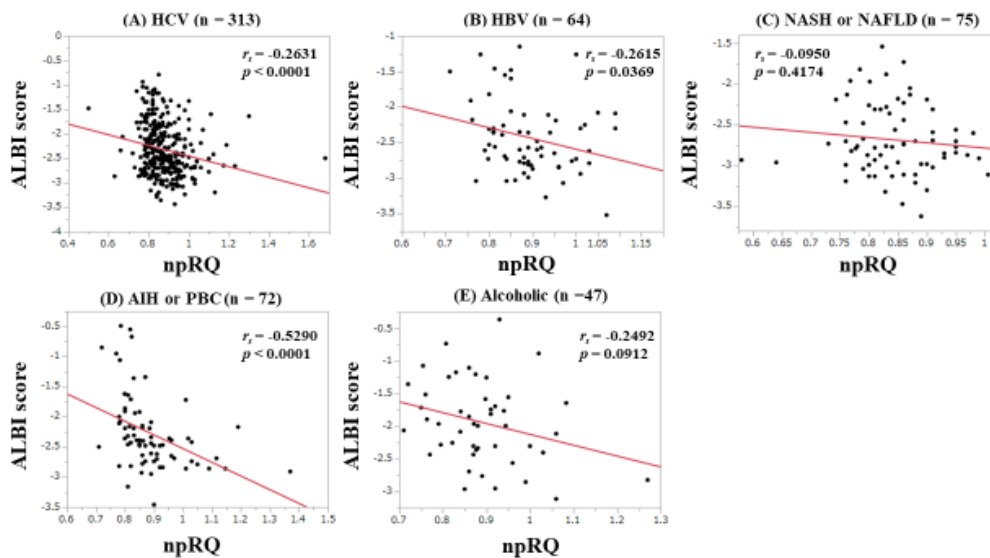 (A) HCV (n = 313)
0
-0.5
-1
-1.5
-2
-2.5
-3
-3.5
-4
ALBI score
rs = -0.2631
p < 0.0001
0.4 0.6 0.8 1 1.2 1.4 1.6
npRQ
(B) HBV (n = 64)
-1
-1.5
-2
-2.5
-3
-3.5
ALBI score
rs = -0.2615
p = 0.0369
0.6 0.7 0.8 0.9 1 1.05 1.15
npRQ
(C) NASH or NAFLD (n = 75)
-1.5
-2
-2.5
-3
-3.5
ALBI score
rs = -0.0950
p = 0.4174
0.6 0.65 0.7 0.75 0.8 0.85 0.9 0.95 1
npRQ
(D) AIH or PBC (n = 72)
-0.5
-1
-1.5
-2
-2.5
-3
-3.5
ALBI score
rs = -0.5290
p < 0.0001
0.6 0.7 0.8 0.9 1 1.1 1.2 1.3 1.4
npRQ
(E) Alcoholic (n =47)
-0.5
-1
-1.5
-2
-2.5
-3
ALBI score
rs = -0.2492
p = 0.0912
0.7 0.8 0.9 1 1.1 1.2 1.3
npRQ